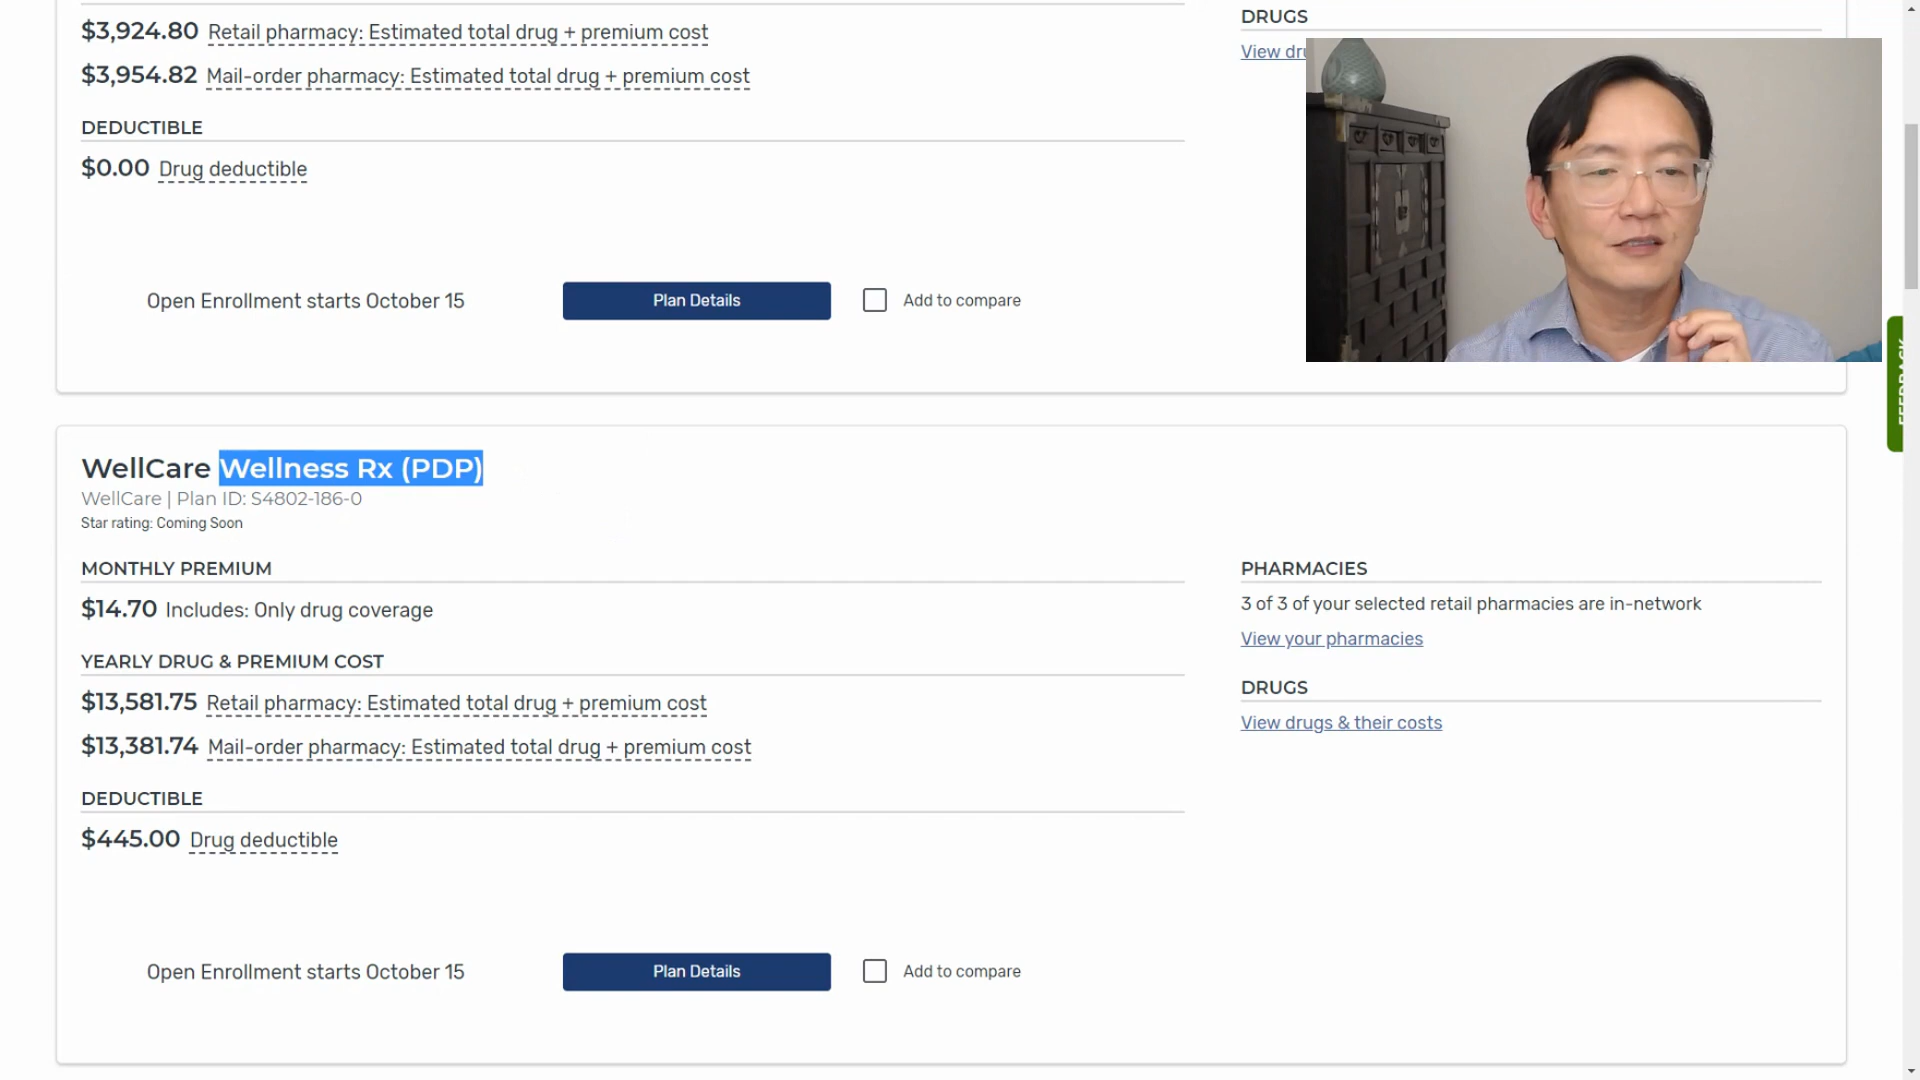 $3,924.80 Retail pharmacy: Estimated total drug + premium cost
$3,954.82 Mail-order pharmacy: Estimated total drug + premium cost
DEDUCTIBLE
$0.00 Drug deductible
Open Enrollment starts October 15
Plan Details
Add to compare
DRUGS
View
FEEDBACK
WellCare Wellness Rx (PDP)
WellCare | Plan ID: S4802-186-0
Star rating: Coming Soon
MONTHLY PREMIUM
$14.70 Includes: Only drug coverage
YEARLY DRUG & PREMIUM COST
$13,581.75 Retail pharmacy: Estimated total drug + premium cost
$13,381.74 Mail-order pharmacy: Estimated total drug + premium cost
DEDUCTIBLE
$445.00 Drug deductible
PHARMACIES
3 of 3 of your selected retail pharmacies are in-network
View your pharmacies
DRUGS
View drugs & their costs
Open Enrollment starts October 15
Plan Details
Add to compare